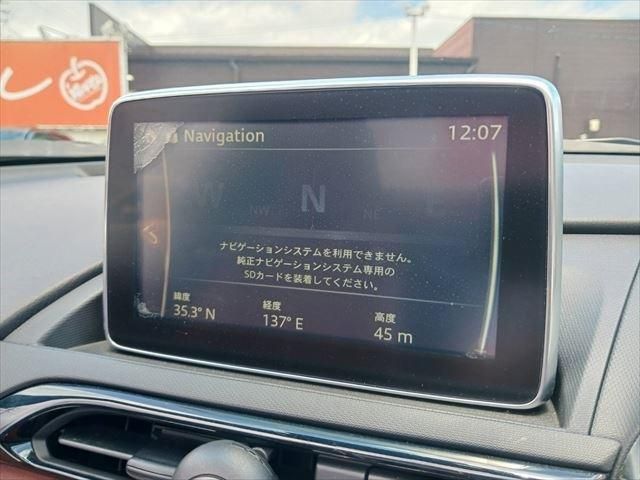 Navigation
12:07
W NW N NE E
ナビゲーションシステムを利用できません。
純正ナビゲーションシステム専用の
SDカードを装着してください。
緯度 経度 高度
35.3° N 137° E 45 m